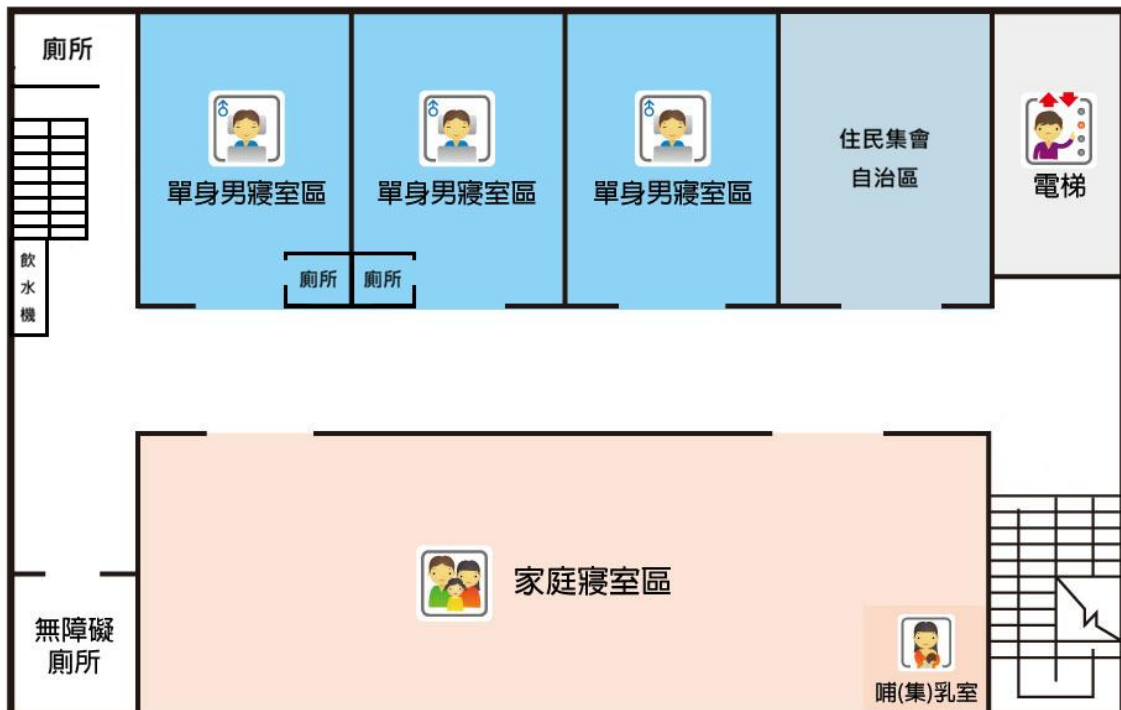 廁所
單身男寢室區
單身男寢室區
單身男寢室區
住民集會
自治區
電梯
廁所
廁所
飲水機
家庭寢室區
無障礙
廁所
哺(集)乳室